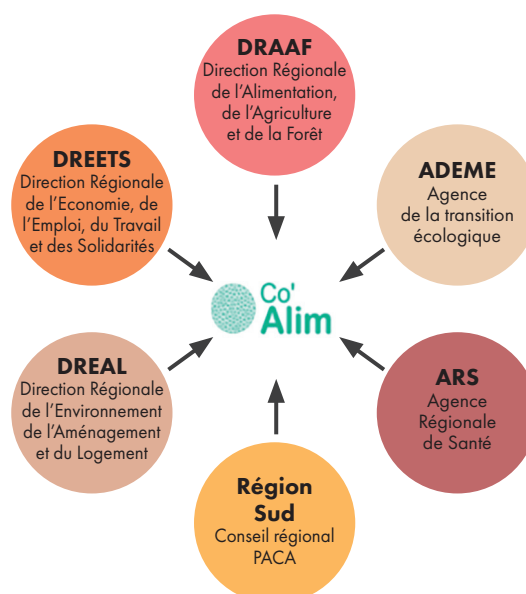 DRAAF
Direction Régionale
de l’Alimentation,
de l’Agriculture
et de la Forêt
DREETS
Direction Régionale
de l’Economie, de
l’Emploi, du Travail
et des Solidarités
ADEME
Agence
de la transition
écologique
Co'
Alim
DREAL
Direction Régionale
de l’Environnement
de l’Aménagement
et du Logement
ARS
Agence
Régionale
de Santé
Région
Sud
Conseil régional
PACA